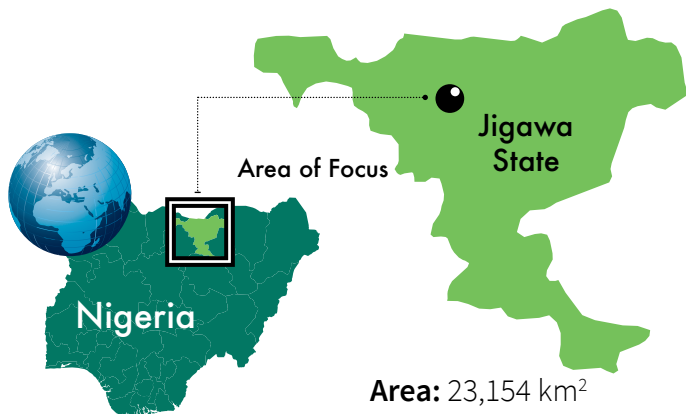 Jigawa
State
Area of Focus
Nigeria
Area: 23,154 km²